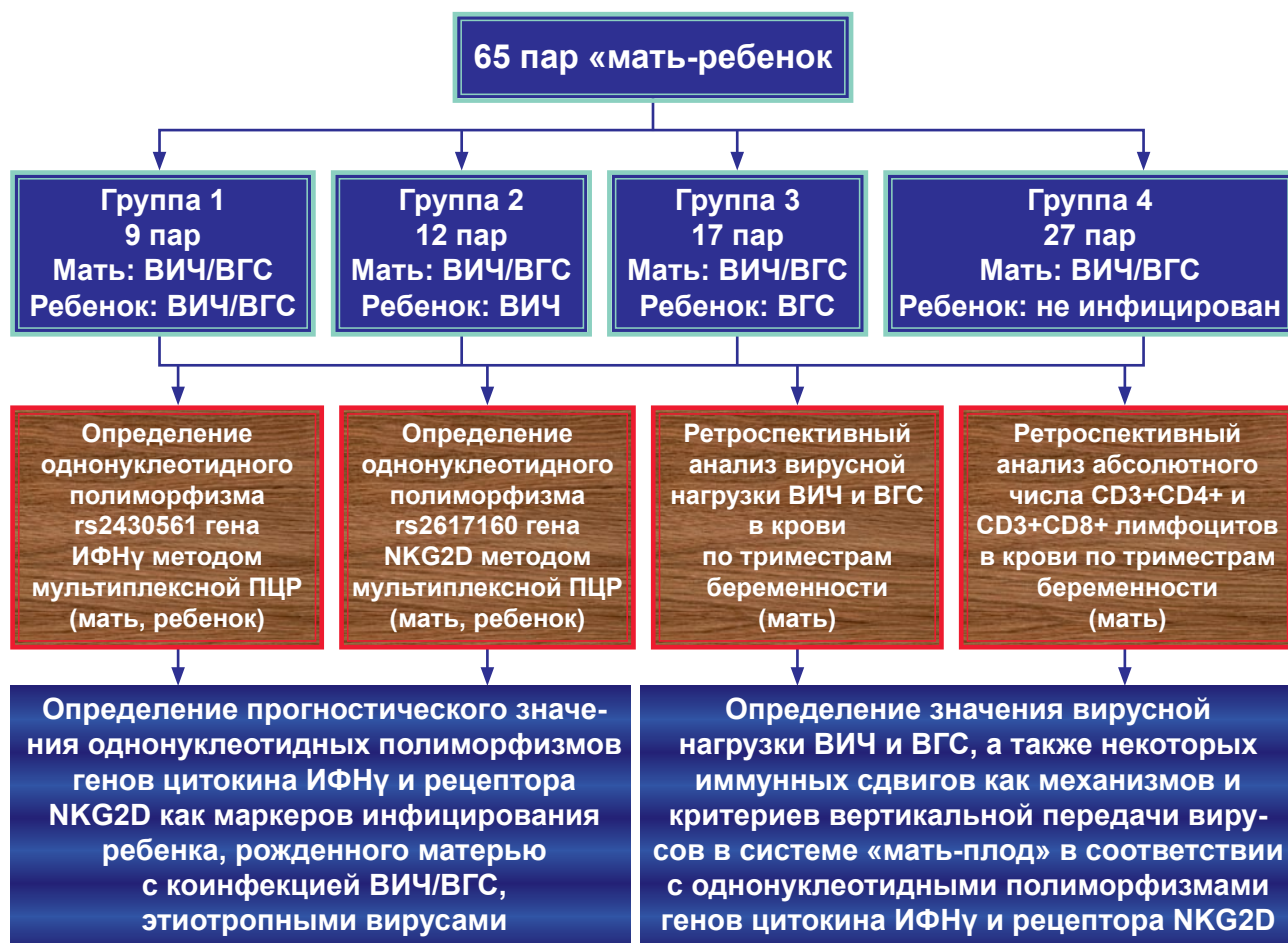 65 пар «мать-ребенок
Группа 1
9 пар
Мать: ВИЧ/ВГС
Ребенок: ВИЧ/ВГС
Группа 2
12 пар
Мать: ВИЧ/ВГС
Ребенок: ВИЧ
Группа 3
17 пар
Мать: ВИЧ/ВГС
Ребенок: ВГС
Группа 4
27 пар
Мать: ВИЧ/ВГС
Ребенок: не инфицирован
Определение
однонуклеотидного
полиморфизма
rs2430561 гена
ИФНγ методом
мультиплексной ПЦР
(мать, ребенок)
Определение
однонуклеотидного
полиморфизма
rs2617160 гена
NKG2D методом
мультиплексной ПЦР
(мать, ребенок)
Ретроспективный
анализ вирусной
нагрузки ВИЧ и ВГС
в крови
по триместрам
беременности
(мать)
Ретроспективный
анализ абсолютного
числа CD3+CD4+ и
CD3+CD8+ лимфоцитов
в крови по триместрам
беременности
(мать)
Определение прогностического значе-
ния однонуклеотидных полиморфизмов
генов цитокина ИФНγ и рецептора
NKG2D как маркеров инфицирования
ребенка, рожденного матерью
с коинфекцией ВИЧ/ВГС,
этиотропными вирусами
Определение значения вирусной
нагрузки ВИЧ и ВГС, а также некоторых
иммунных сдвигов как механизмов и
критериев вертикальной передачи виру-
сов в системе «мать-плод» в соответствии
с однонуклеотидными полиморфизмами
генов цитокина ИФНγ и рецептора NKG2D